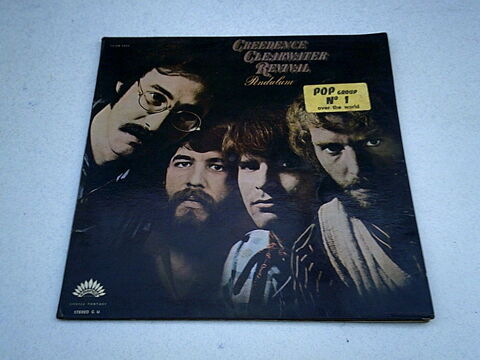 CREEDENCE
CLEARWATER
REVIVAL
Pendulum
POP GROUP
Nº 1
over the world
STEREO G.U